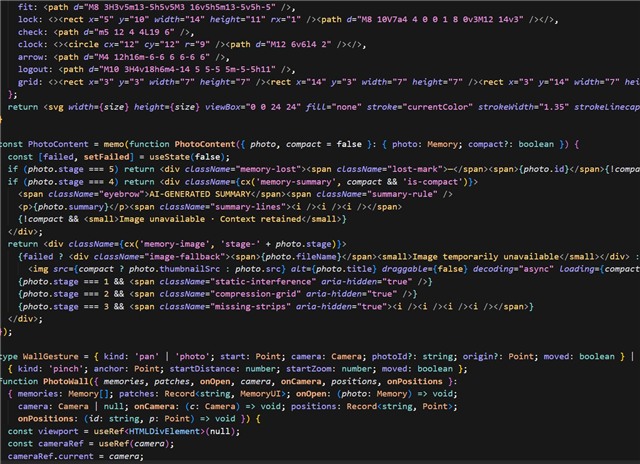 fit: <path d="M8 3H3v5m13-5h5v5M3 16v5h5m13-5v5h-5" />,
lock: <><rect x="5" y="10" width="14" height="11" rx="1" /><path d="M8 10V7a4 4 0 0 1 8 0v3M12 14v3" /></>,
check: <path d="m5 12 4 4L19 6" />,
clock: <><circle cx="12" cy="12" r="9" /><path d="M12 6v6l4 2" /></>,
arrow: <path d="M4 12h16m-6-6 6 6-6 6" />,
logout: <path d="M10 3H4v18h6m4-14 5 5-5 5m-5-5h11" />,
grid: <><rect x="3" y="3" width="7" height="7" /><rect x="14" y="3" width="7" height="7" /><rect x="3" y="14" width="7" hei
};
return <svg width={size} height={size} viewBox="0 0 24 24" fill="none" stroke="currentColor" strokeWidth="1.35" strokeLinecap
}
const PhotoContent = memo(function PhotoContent({ photo, compact = false }: { photo: Memory; compact?: boolean }) {
const [failed, setFailed] = useState(false);
if (photo.stage === 5) return <div className="memory-lost"><span className="lost-mark">—</span><span>{photo.id}</span>{!compa
if (photo.stage === 4) return <div className={cx('memory-summary', compact && 'is-compact')}>
<span className="eyebrow">AI-GENERATED SUMMARY</span><span className="summary-rule" />
<p>{photo.summary}</p><span className="summary-lines"><i /><i /><i /></span>
{!compact && <small>Image unavailable · Context retained</small>}
</div>;
return <div className={cx('memory-image', 'stage-' + photo.stage)}>
{failed ? <div className="image-fallback"><span>{photo.fileName}</span><small>Image temporarily unavailable</small></div> :
<img src={compact ? photo.thumbnailSrc : photo.src} alt={photo.title} draggable={false} decoding="async" loading={compact
{photo.stage === 1 && <span className="static-interference" aria-hidden="true" />}
{photo.stage === 2 && <span className="compression-grid" aria-hidden="true" />}
{photo.stage === 3 && <span className="missing-strips" aria-hidden="true"><i /><i /><i /><i /></span>}
</div>;
});
type WallGesture = { kind: 'pan' | 'photo'; start: Point; camera: Camera; photoId?: string; origin?: Point; moved: boolean } |
{ kind: 'pinch'; anchor: Point; startDistance: number; startZoom: number; moved: boolean };
function PhotoWall({ memories, patches, onOpen, camera, onCamera, positions, onPositions }:
{ memories: Memory[]; patches: Record<string, MemoryUI>; onOpen: (photo: Memory) => void;
camera: Camera | null; onCamera: (c: Camera) => void; positions: Record<string, Point>;
onPositions: (id: string, p: Point) => void }) {
const viewport = useRef<HTMLDivElement>(null);
const cameraRef = useRef(camera);
cameraRef.current = camera;